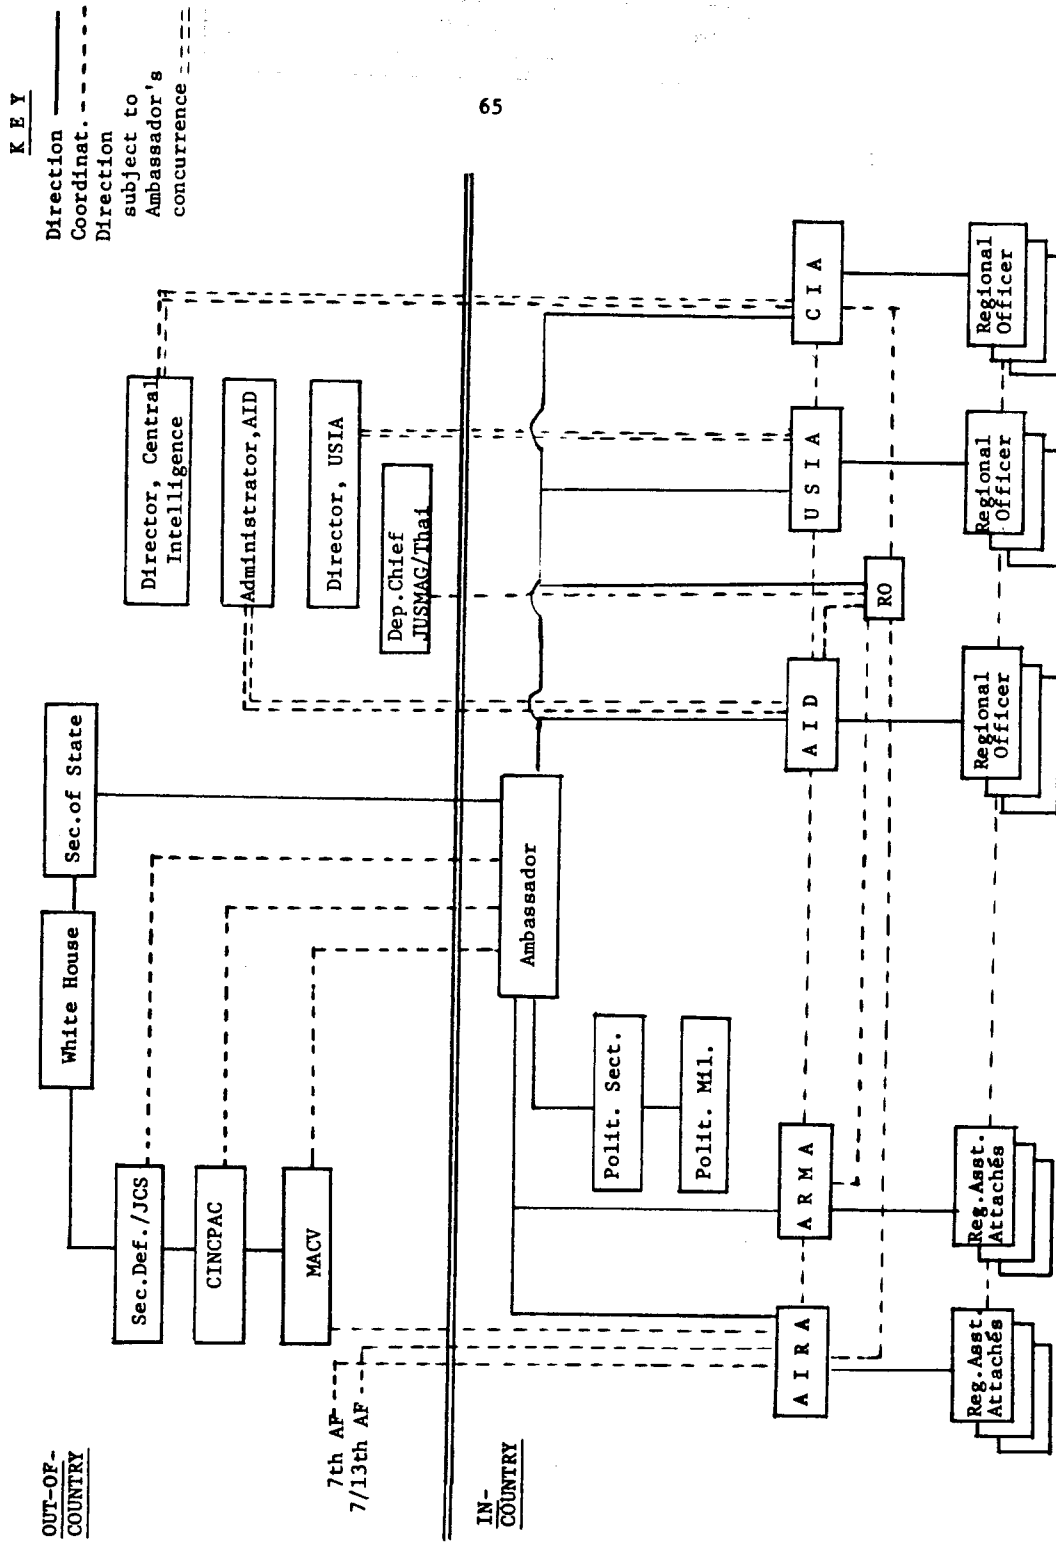 65
K E Y
Direction
Coordinat.
Direction
subject to
Ambassador's
concurrence
OUT-OF-
COUNTRY
White House
Sec.of State
Sec.Def./JCS
CINCPAC
MACV
Director, Central
Intelligence
Administrator,AID
Director, USIA
Dep.Chief
JUSMAG/Thai
7th AF
7/13th AF
IN-
COUNTRY
Ambassador
Polit. Sect.
Polit. Mil.
A I R A
A R M A
A I D
U S I A
C I A
RO
Reg.Asst.
Attachés
Reg.Asst.
Attachés
Regional
Officer
Regional
Officer
Regional
Officer